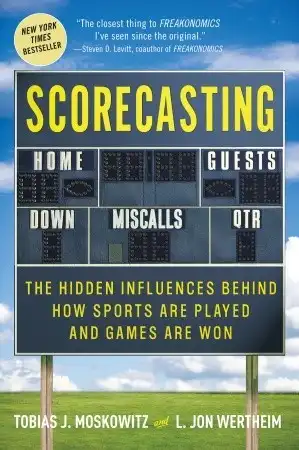 NEW YORK
TIMES
BESTSELLER
"The closest thing to FREAKONOMICS
I've seen since the original."
—Steven D. Levitt, coauthor of FREAKONOMICS
SCORECASTING
HOME GUESTS
DOWN MISCALLS QTR
THE HIDDEN INFLUENCES BEHIND
HOW SPORTS ARE PLAYED
AND GAMES ARE WON
TOBIAS J. MOSKOWITZ and L. JON WERTHEIM